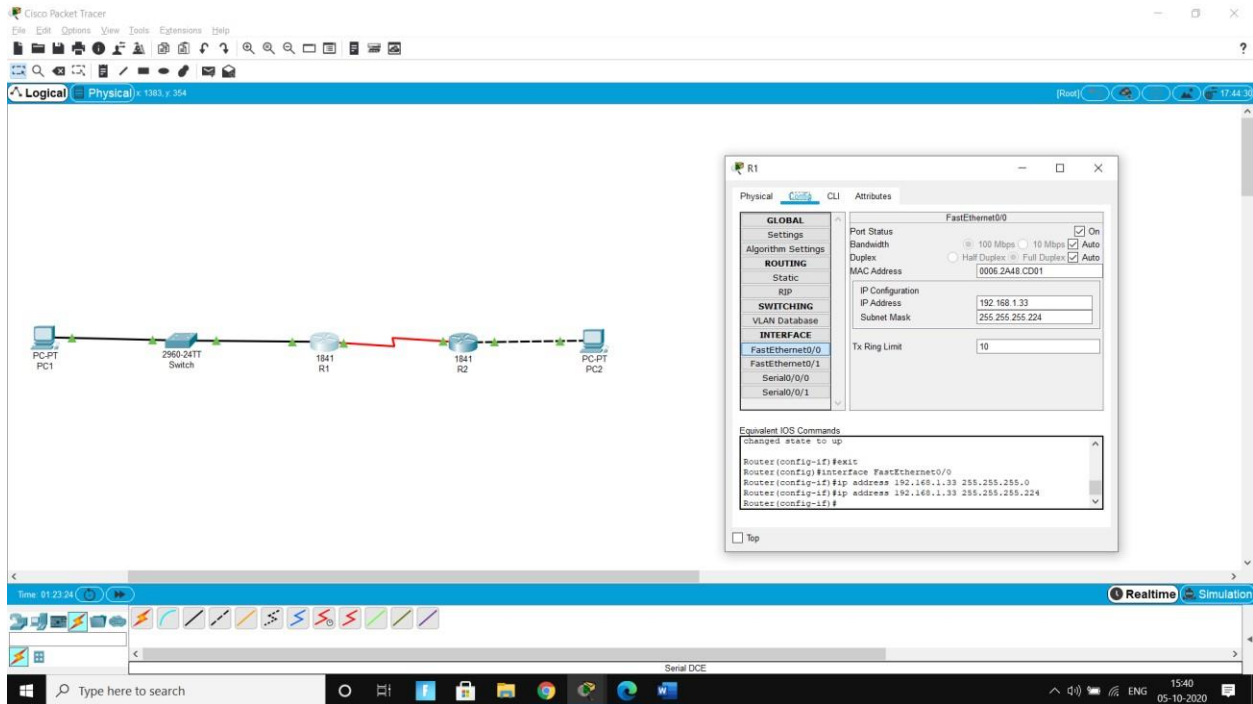 Cisco Packet Tracer
File Edit Options View Tools Extensions Help
?
Logical Physical x: 1383, y: 354 [Root] 17:44:30
PC-PT
PC1
2960-24TT
Switch
1841
R1
1841
R2
PC-PT
PC2
R1
Physical Config CLI Attributes
GLOBAL
Settings
Algorithm Settings
ROUTING
Static
RIP
SWITCHING
VLAN Database
INTERFACE
FastEthernet0/0
FastEthernet0/1
Serial0/0/0
Serial0/0/1
FastEthernet0/0
Port Status On
Bandwidth 100 Mbps 10 Mbps Auto
Duplex Half Duplex Full Duplex Auto
MAC Address 0006.2A48.CD01
IP Configuration
IP Address 192.168.1.33
Subnet Mask 255.255.255.224
Tx Ring Limit 10
Equivalent IOS Commands
changed state to up
Router(config-if)#exit
Router(config)#interface FastEthernet0/0
Router(config-if)#ip address 192.168.1.33 255.255.255.0
Router(config-if)#ip address 192.168.1.33 255.255.255.224
Router(config-if)#
Top
Time: 01:23:24 Realtime Simulation
Serial DCE
Type here to search
ENG
15:40
05-10-2020